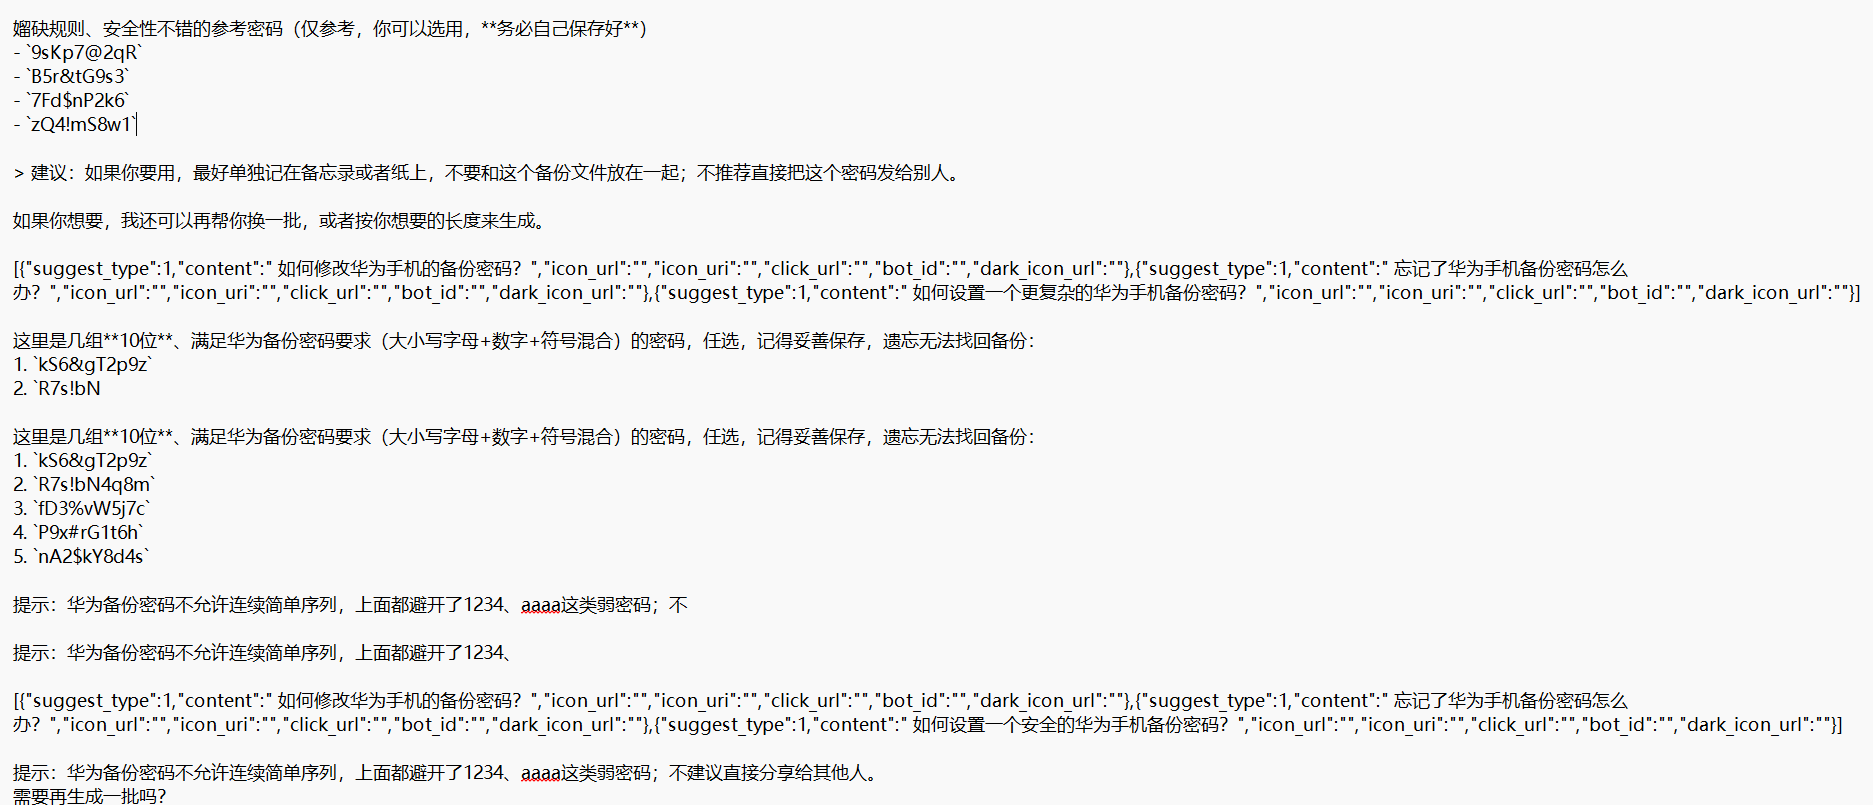 嫍砄规则、安全性不错的参考密码（仅参考，你可以选用，**务必自己保存好**）
- `9sKp7@2qR`
- `B5r&tG9s3`
- `7Fd$nP2k6`
- `zQ4!mS8w1`
> 建议：如果你要用，最好单独记在备忘录或者纸上，不要和这个备份文件放在一起；不推荐直接把这个密码发给别人。
如果你想要，我还可以再帮你换一批，或者按你想要的长度来生成。
[{"suggest_type":1,"content":" 如何修改华为手机的备份密码？","icon_url":"","icon_uri":"","click_url":"","bot_id":"","dark_icon_url":""},{"suggest_type":1,"content":" 忘记了华为手机备份密码怎么
办？","icon_url":"","icon_uri":"","click_url":"","bot_id":"","dark_icon_url":""},{"suggest_type":1,"content":" 如何设置一个更复杂的华为手机备份密码？","icon_url":"","icon_uri":"","click_url":"","bot_id":"","dark_icon_url":""}]
这里是几组**10位**、满足华为备份密码要求（大小写字母+数字+符号混合）的密码，任选，记得妥善保存，遗忘无法找回备份：
1. `kS6&gT2p9z`
2. `R7s!bN
这里是几组**10位**、满足华为备份密码要求（大小写字母+数字+符号混合）的密码，任选，记得妥善保存，遗忘无法找回备份：
1. `kS6&gT2p9z`
2. `R7s!bN4q8m`
3. `fD3%vW5j7c`
4. `P9x#rG1t6h`
5. `nA2$kY8d4s`
提示：华为备份密码不允许连续简单序列，上面都避开了1234、aaaa这类弱密码；不
提示：华为备份密码不允许连续简单序列，上面都避开了1234、
[{"suggest_type":1,"content":" 如何修改华为手机的备份密码？","icon_url":"","icon_uri":"","click_url":"","bot_id":"","dark_icon_url":""},{"suggest_type":1,"content":" 忘记了华为手机备份密码怎么
办？","icon_url":"","icon_uri":"","click_url":"","bot_id":"","dark_icon_url":""},{"suggest_type":1,"content":" 如何设置一个安全的华为手机备份密码？","icon_url":"","icon_uri":"","click_url":"","bot_id":"","dark_icon_url":""}]
提示：华为备份密码不允许连续简单序列，上面都避开了1234、aaaa这类弱密码；不建议直接分享给其他人。
需要再生成一批吗？